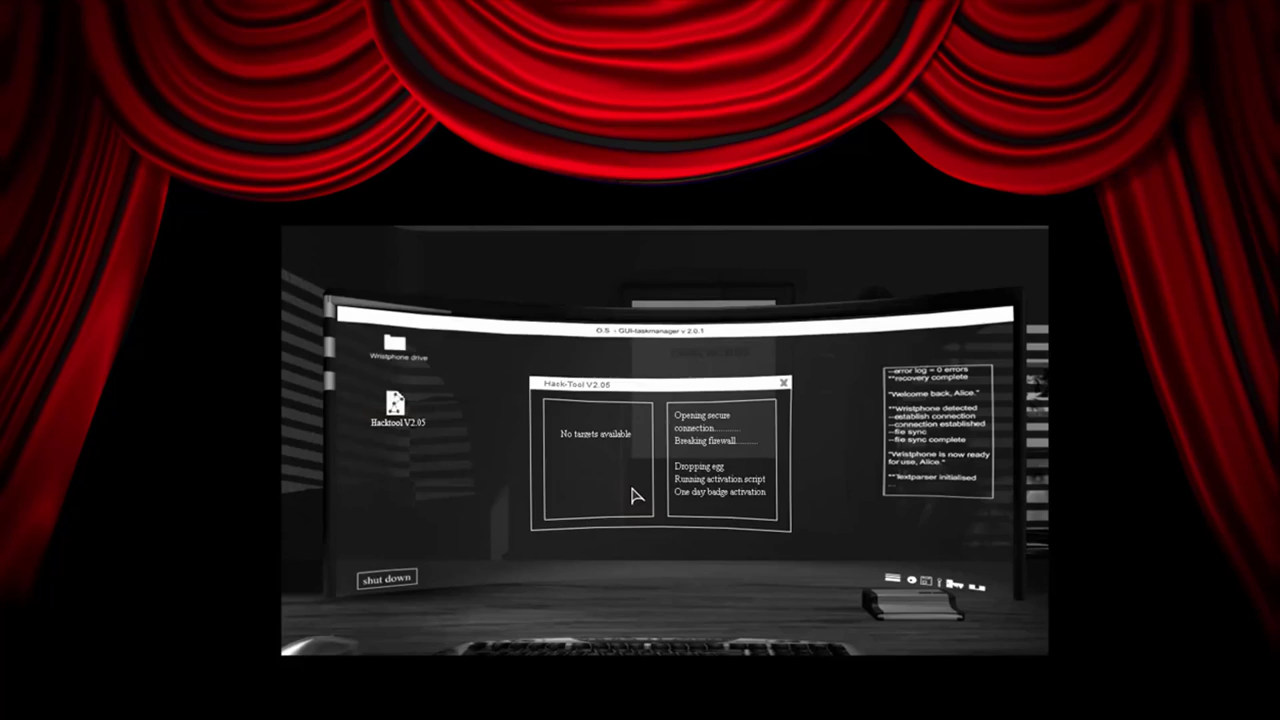 O.S - GUI-taskmanager v 2.0.1
Wristphone drive
Hacktool V2.05
Hack-Tool V2.05
X
No targets available
Opening secure
connection.............
Breaking firewall..........
Dropping egg
Running activation script
One day badge activation
--error log = 0 errors
**recovery complete
"Welcome back, Alice."
**Wristphone detected
--establish connection
--connection established
--file sync
--file sync complete
"Wristphone is now ready
for use, Alice."
**Textparser initialised
...
shut down